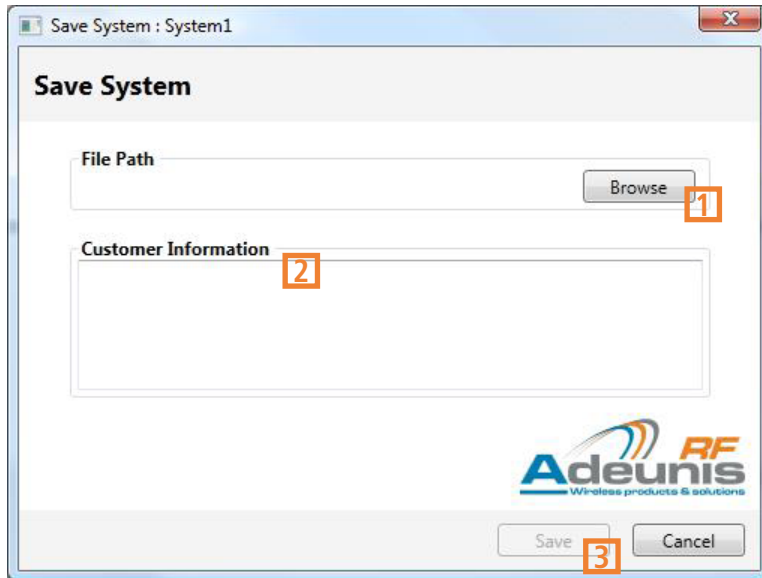 Save System : System1
Save System
File Path
Browse
1
Customer Information
2
RF
Adeunis
Wireless products & solutions
Save
3
Cancel